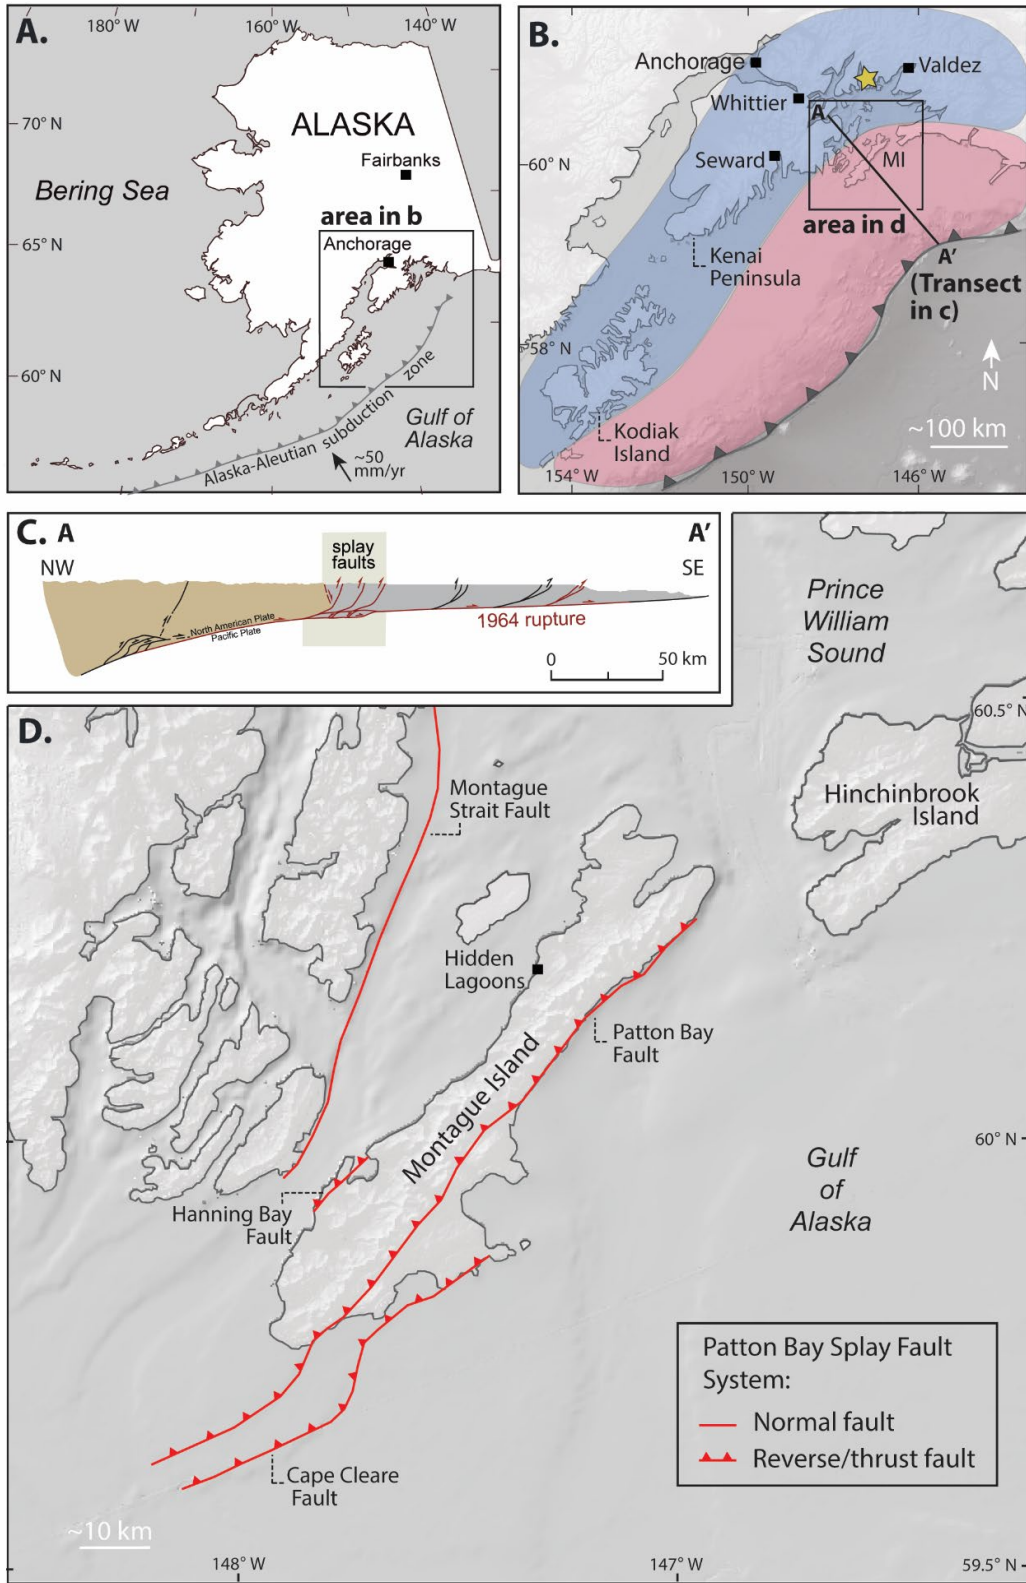 A.
180° W
160° W
140° W
70° N
ALASKA
Fairbanks
Bering Sea
area in b
65° N
Anchorage
60° N
Alaska-Aleutian subduction zone
Gulf of
Alaska
~50
mm/yr
B.
Anchorage
Valdez
Whittier
A
60° N
Seward
MI
area in d
Kenai
Peninsula
A'
(Transect
in c)
58° N
N
Kodiak
Island
~100 km
154° W
150° W
146° W
C.
A
A'
NW
splay
faults
SE
North American Plate
Pacific Plate
1964 rupture
0
50 km
Prince
William
Sound
D.
60.5° N
Montague
Strait Fault
Hinchinbrook
Island
Hidden
Lagoons
Patton Bay
Fault
Montague Island
60° N
Gulf
of
Alaska
Hanning Bay
Fault
Patton Bay Splay Fault
System:
Normal fault
Reverse/thrust fault
Cape Cleare
Fault
~10 km
148° W
147° W
59.5° N